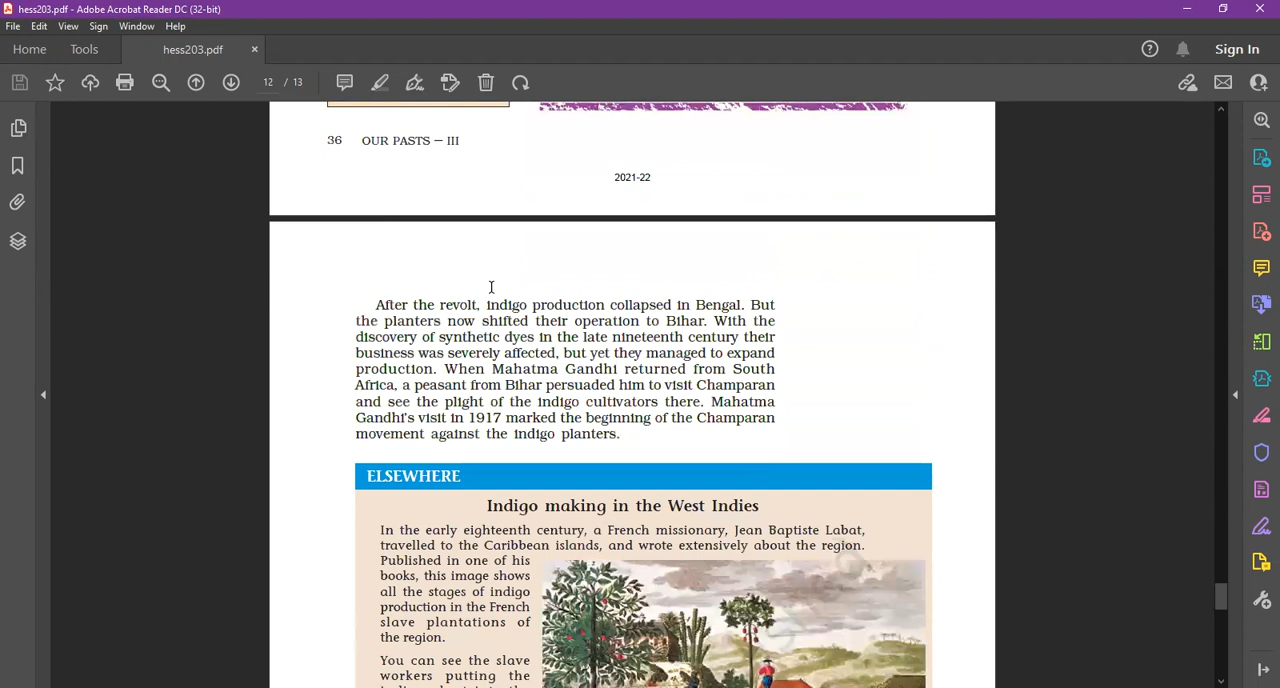 hess203.pdf - Adobe Acrobat Reader DC (32-bit)
File Edit View Sign Window Help
Home Tools hess203.pdf × Sign In
12 / 13
36 OUR PASTS – III
2021-22
After the revolt, indigo production collapsed in Bengal. But
the planters now shifted their operation to Bihar. With the
discovery of synthetic dyes in the late nineteenth century their
business was severely affected, but yet they managed to expand
production. When Mahatma Gandhi returned from South
Africa, a peasant from Bihar persuaded him to visit Champaran
and see the plight of the indigo cultivators there. Mahatma
Gandhi's visit in 1917 marked the beginning of the Champaran
movement against the indigo planters.
ELSEWHERE
Indigo making in the West Indies
In the early eighteenth century, a French missionary, Jean Baptiste Labat,
travelled to the Caribbean islands, and wrote extensively about the region.
Published in one of his
books, this image shows
all the stages of indigo
production in the French
slave plantations of
the region.
You can see the slave
workers putting the